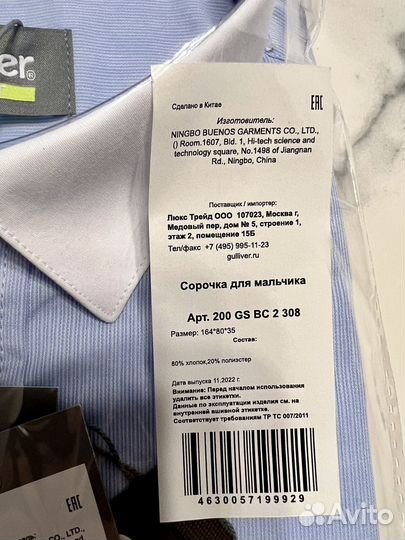 er®
Сделано в Китае
EAC
Изготовитель:
NINGBO BUENOS GARMENTS CO., LTD.,
() Room.1607, Bld. 1, Hi-tech science and
technology square, No.1498 of Jiangnan
Rd., Ningbo, China
Поставщик / импортер:
Люкс Трейд ООО 107023, Москва г,
Медовый пер, дом № 5, строение 1,
этаж 2, помещение 15Б
Тел/факс +7 (495) 995-11-23
gulliver.ru
Сорочка для мальчика
Арт. 200 GS BC 2 308
Размер: 164*80*35
Состав:
80% хлопок,20% полиэстер
Дата выпуска 11.2022 г.
Внимание: Перед началом использования
удалить все этикетки.
Данные по эксплуатации изделия см. на
внутренней вшивной этикетке.
Соответствует требованиям ТР ТС 007/2011
4630057199929
EAC
CO., LTD.,
Avito